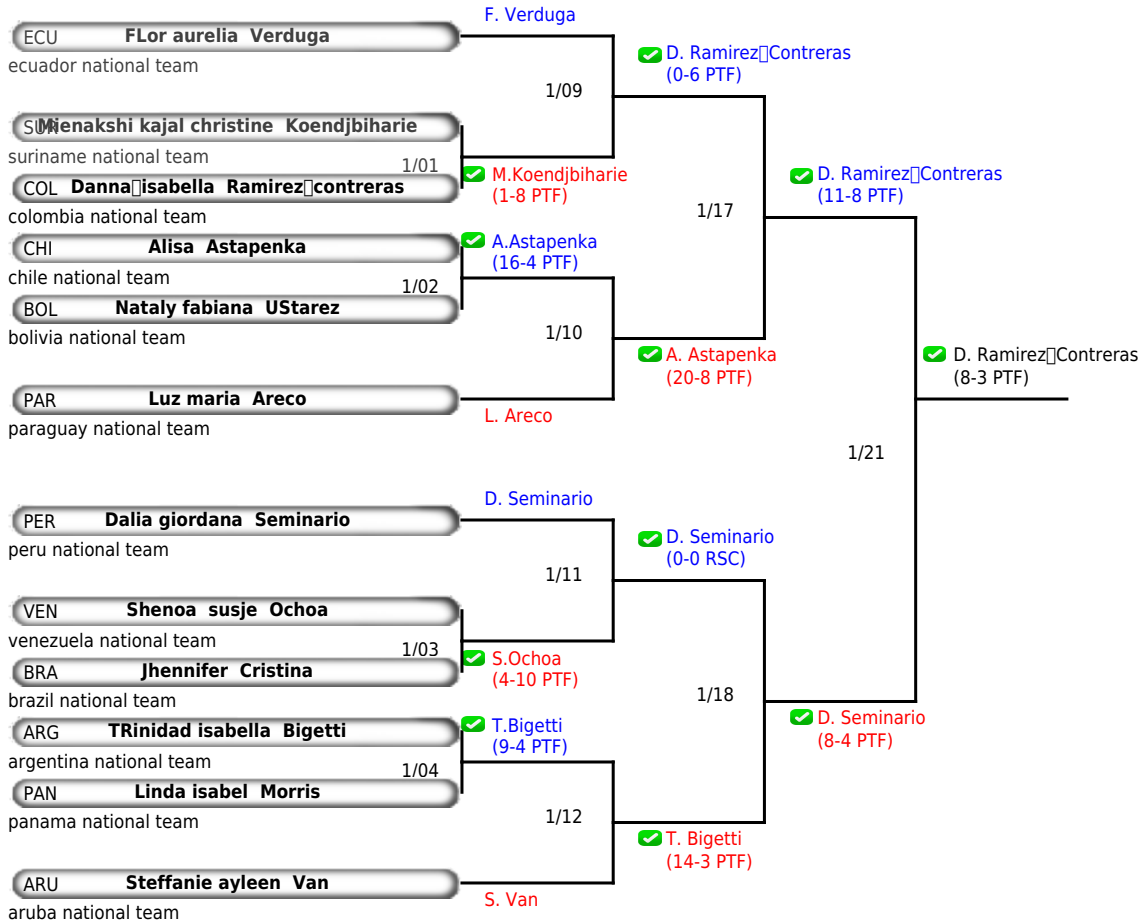 F. Verduga
ECU FLor aurelia Verduga
ecuador national team
1/09
D. Ramirez▯Contreras
(0-6 PTF)
SUR Mienakshi kajal christine Koendjbiharie
suriname national team
1/01
M.Koendjbiharie
(1-8 PTF)
COL Danna▯isabella Ramirez▯contreras
colombia national team
1/17
D. Ramirez▯Contreras
(11-8 PTF)
CHI Alisa Astapenka
chile national team
A.Astapenka
(16-4 PTF)
1/02
BOL Nataly fabiana UStarez
bolivia national team
1/10
A. Astapenka
(20-8 PTF)
D. Ramirez▯Contreras
(8-3 PTF)
PAR Luz maria Areco
paraguay national team
L. Areco
1/21
D. Seminario
PER Dalia giordana Seminario
peru national team
1/11
D. Seminario
(0-0 RSC)
VEN Shenoa susje Ochoa
venezuela national team
1/03
S.Ochoa
(4-10 PTF)
BRA Jhennifer Cristina
brazil national team
1/18
D. Seminario
(8-4 PTF)
ARG TRinidad isabella Bigetti
argentina national team
T.Bigetti
(9-4 PTF)
1/04
PAN Linda isabel Morris
panama national team
1/12
T. Bigetti
(14-3 PTF)
ARU Steffanie ayleen Van
aruba national team
S. Van